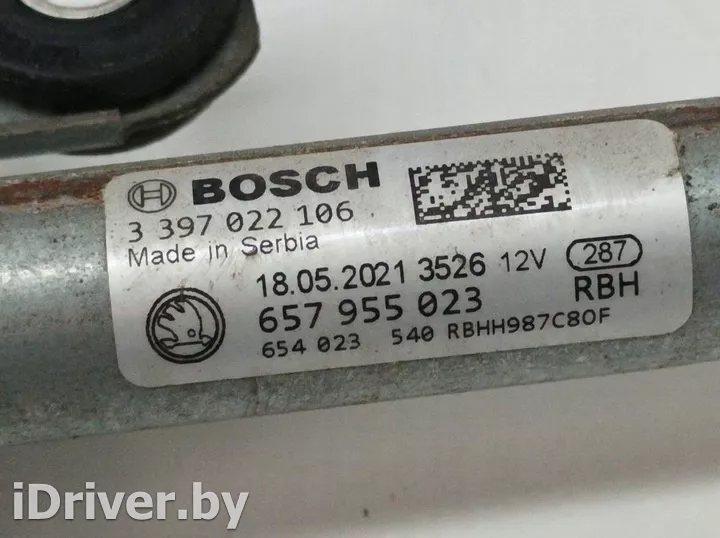 BOSCH
3 397 022 106
Made in Serbia
18.05.2021 3526 12V 287
657 955 023 RBH
654 023 540 RBHH987C80F
iDriver.by